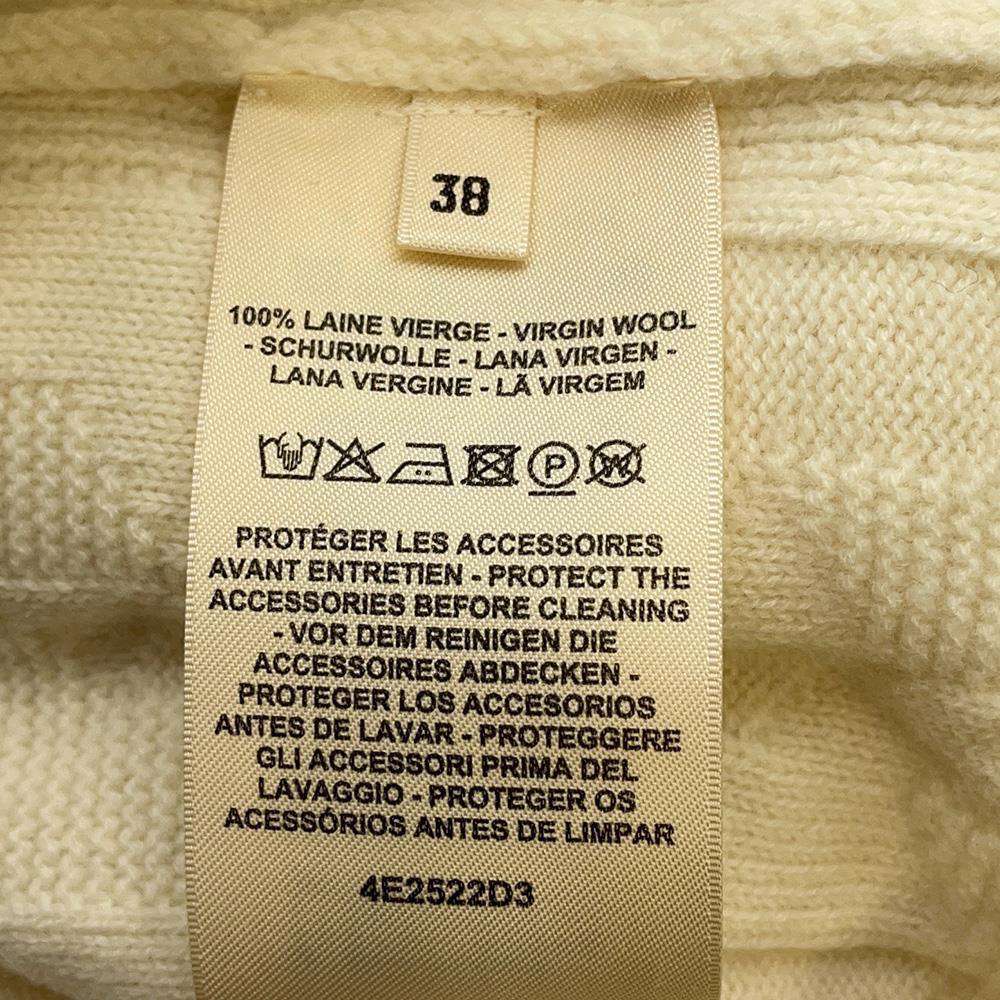 38
100% LAINE VIERGE - VIRGIN WOOL
- SCHURWOLLE - LANA VIRGEN -
LANA VERGINE - LÃ VIRGEM
P W
PROTÉGER LES ACCESSOIRES
AVANT ENTRETIEN - PROTECT THE
ACCESSORIES BEFORE CLEANING
- VOR DEM REINIGEN DIE
ACCESSOIRES ABDECKEN -
PROTEGER LOS ACCESORIOS
ANTES DE LAVAR - PROTEGGERE
GLI ACCESSORI PRIMA DEL
LAVAGGIO - PROTEGER OS
ACESSÓRIOS ANTES DE LIMPAR
4E2522D3